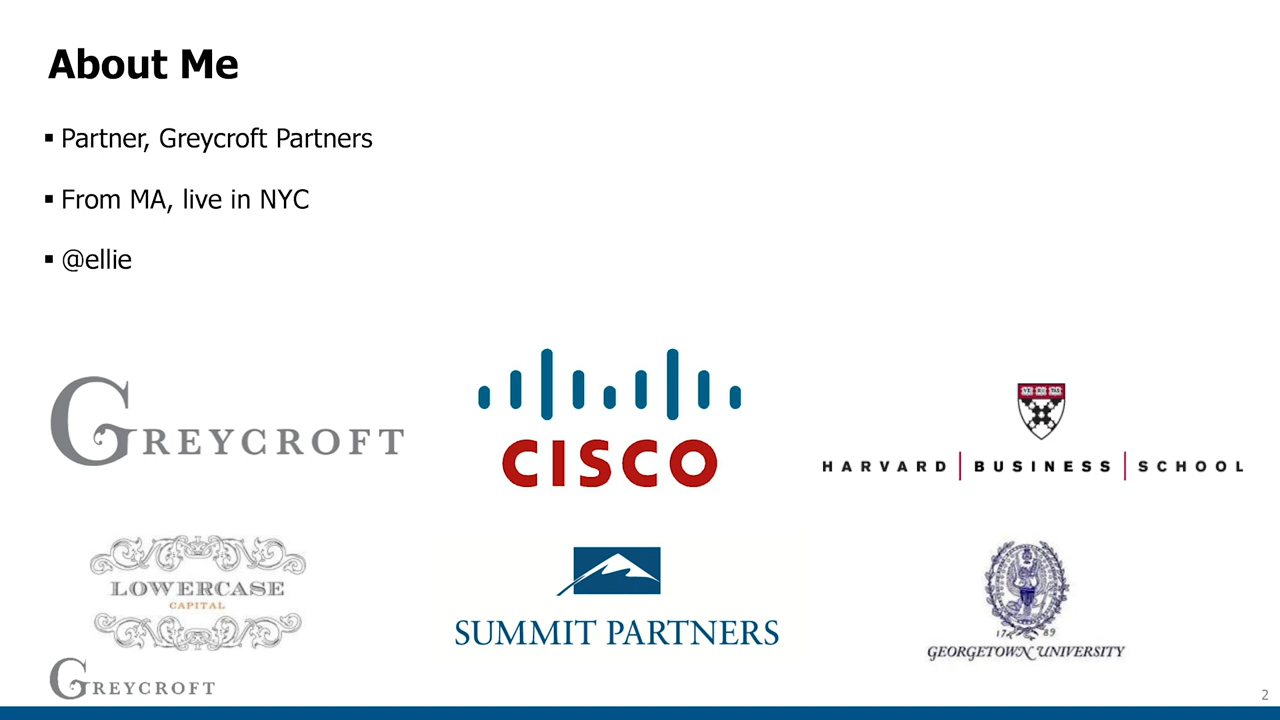 About Me
▪ Partner, Greycroft Partners
▪ From MA, live in NYC
▪ @ellie
GREYCROFT
CISCO
HARVARD | BUSINESS | SCHOOL
LOWERCASE
CAPITAL
SUMMIT PARTNERS
17 89
GEORGETOWN UNIVERSITY
GREYCROFT
2